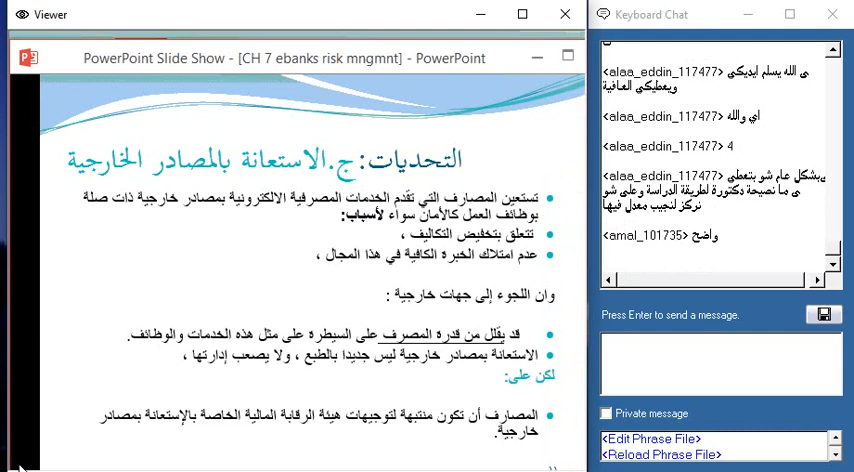 Viewer
PowerPoint Slide Show - [CH 7 ebanks risk mngmnt] - PowerPoint
التحديات: ج.الاستعانة بالمصادر الخارجية
تستعين المصارف التي تقدّم الخدمات المصرفية الالكترونية بمصادر خارجية ذات صلة
بوظائف العمل كالأمان سواء لأسباب:
تتعلق بتخفيض التكاليف ،
عدم امتلاك الخبرة الكافية في هذا المجال ،
وان اللجوء إلى جهات خارجية :
قد يقّلل من قدرة المصرف على السيطرة على مثل هذه الخدمات والوظائف.
الاستعانة بمصادر خارجية ليس جديدا بالطبع ، ولا يصعب إدارتها ،
لكن على:
المصارف أن تكون منتبهة لتوجيهات هيئة الرقابة المالية الخاصة بالإستعانة بمصادر
خارجية.
Keyboard Chat
<alaa_eddin_117477> ى الله يسلم ايديكي
ويعطيكي العافية
<alaa_eddin_117477> اي والله
<alaa_eddin_117477> 4
<alaa_eddin_117477> ىبشكل عام شو بتعطي
ى ما نصيحة دكتورة لطريقة الدراسة وعلى شو
نركز لنجيب معدل فيها
<amal_101735> واضح
Press Enter to send a message.
Private message
<Edit Phrase File>
<Reload Phrase File>